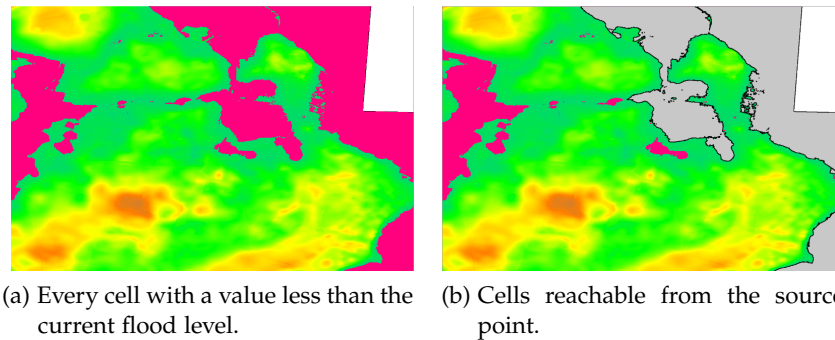 (a) Every cell with a value less than the
current flood level.
(b) Cells reachable from the source
point.